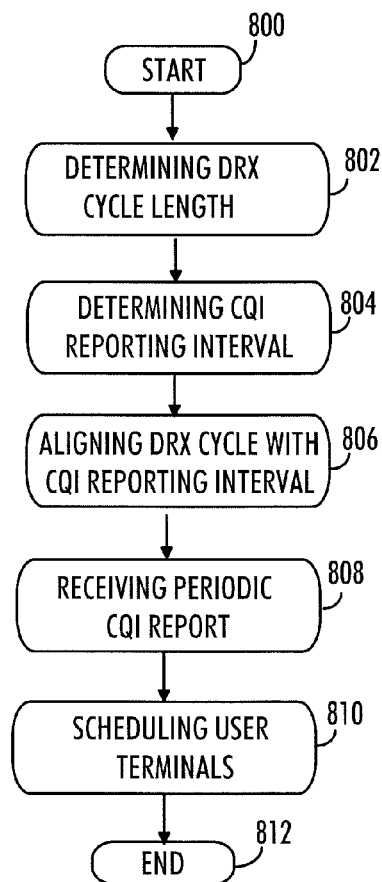 800
START
DETERMINING DRX
CYCLE LENGTH
802
DETERMINING CQI
REPORTING INTERVAL
804
ALIGNING DRX CYCLE WITH
CQI REPORTING INTERVAL
806
RECEIVING PERIODIC
CQI REPORT
808
SCHEDULING USER
TERMINALS
810
END
812